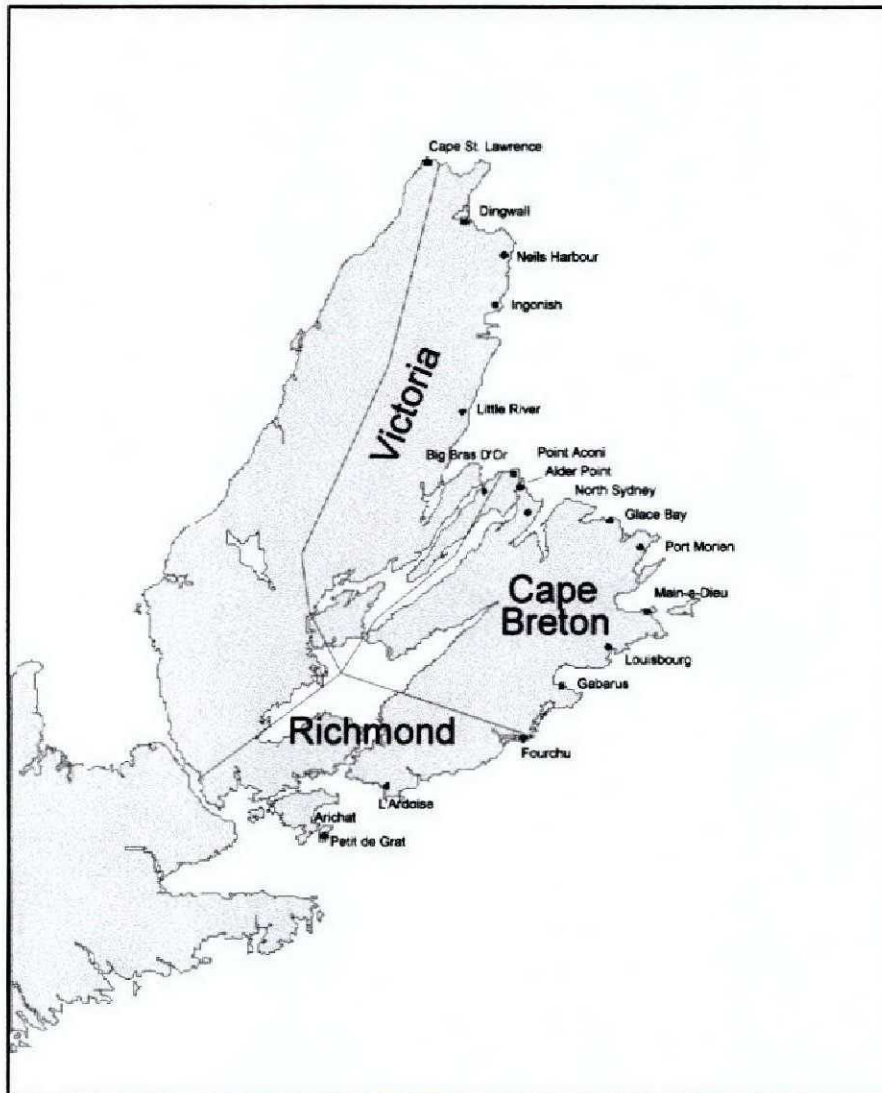 Cape St. Lawrence
Dingwall
Neils Harbour
Ingonish
Victoria
Little River
Big Bras D'Or
Point Aconi
Alder Point
North Sydney
Glace Bay
Port Morien
Cape
Breton
Main-a-Dieu
Louisbourg
Gabarus
Richmond
Fourchu
L'Ardoise
Arichat
Petit de Grat